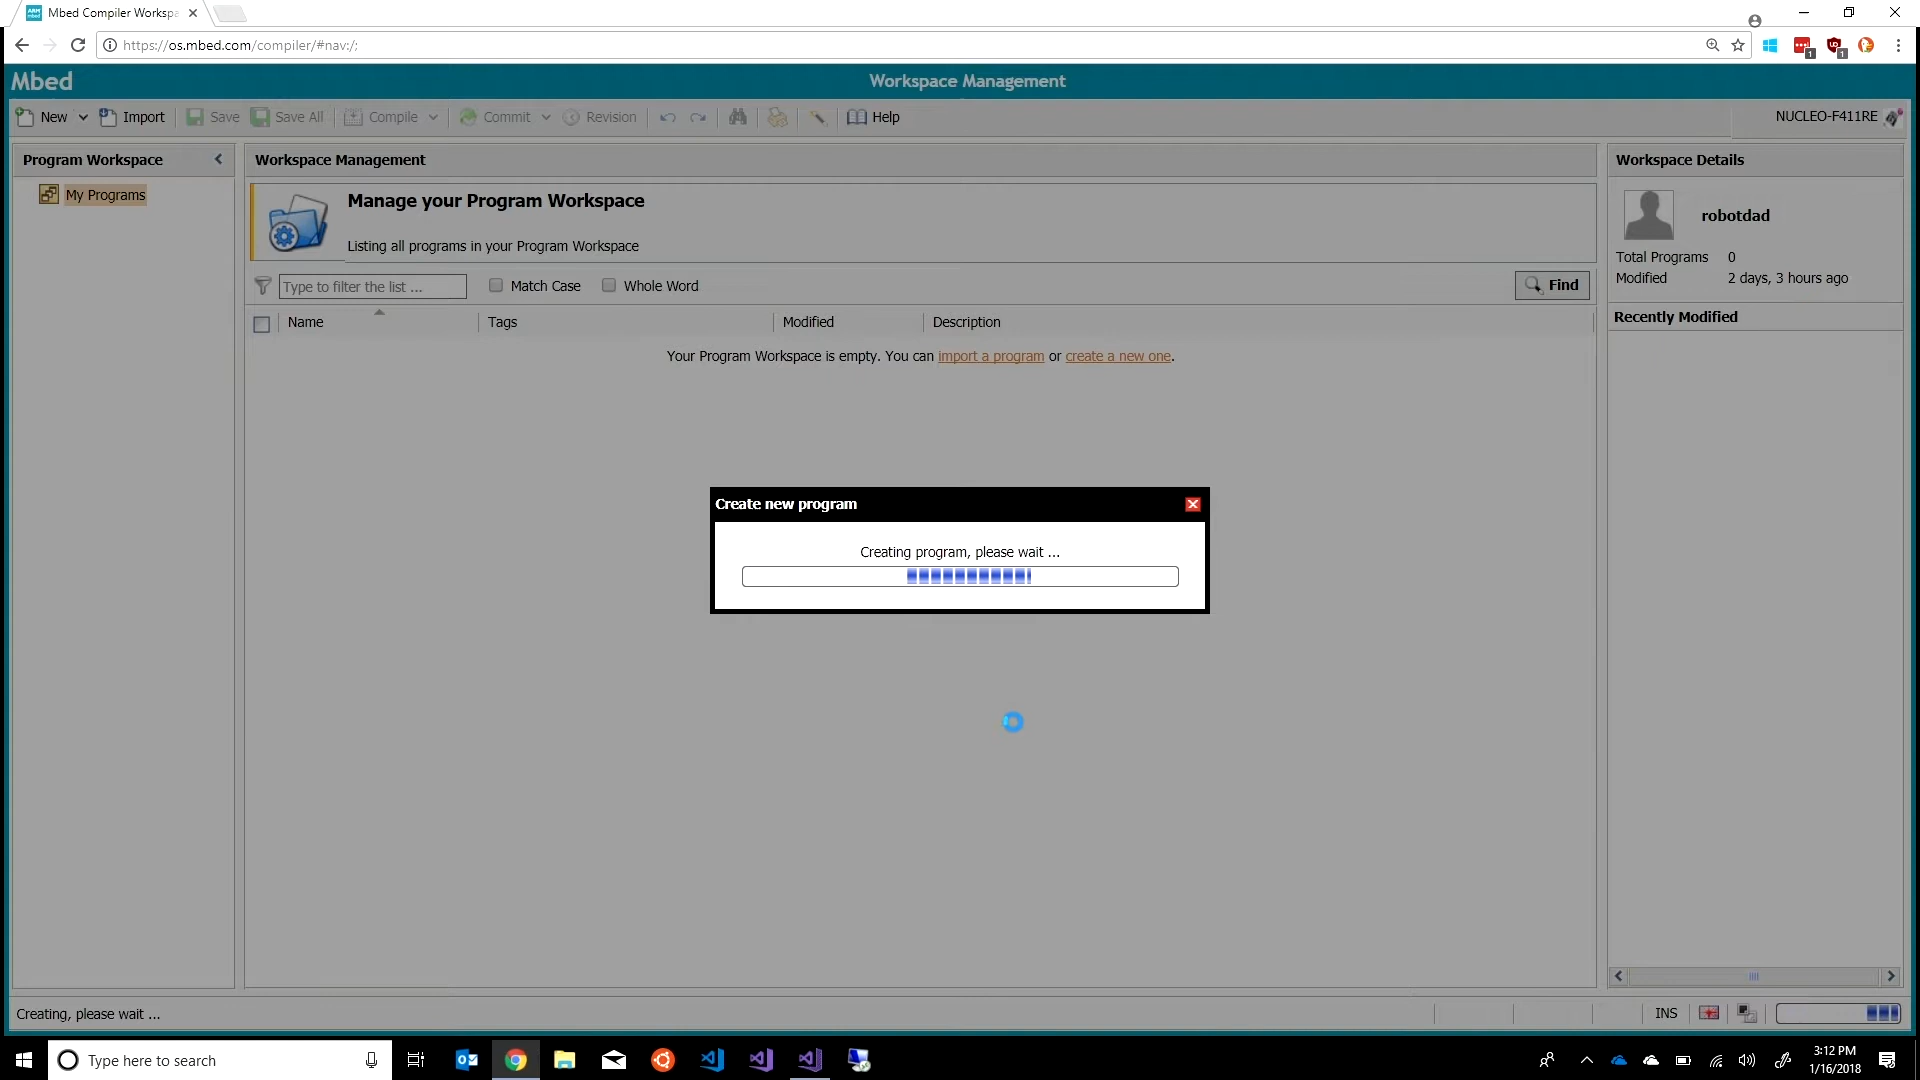 Mbed Compiler Workspa
https://os.mbed.com/compiler/#nav:/;
Mbed
Workspace Management
New
Import
Save
Save All
Compile
Commit
Revision
Help
NUCLEO-F411RE
Program Workspace
My Programs
Workspace Management
Manage your Program Workspace
Listing all programs in your Program Workspace
Type to filter the list ...
Match Case
Whole Word
Find
Name
Tags
Modified
Description
Your Program Workspace is empty. You can import a program or create a new one.
Workspace Details
robotdad
Total Programs 0
Modified 2 days, 3 hours ago
Recently Modified
Create new program
Creating program, please wait ...
Creating, please wait ...
INS
Type here to search
3:12 PM
1/16/2018